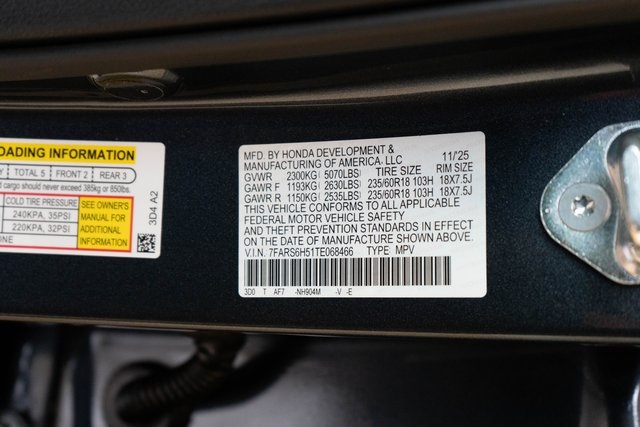 OADING INFORMATION
TOTAL 5 FRONT 2 REAR 3
t cargo should never exceed 385kg or 850lbs.
COLD TIRE PRESSURE
240KPA, 35PSI
220KPA, 32PSI
NONE
SEE OWNER'S
MANUAL FOR
ADDITIONAL
INFORMATION
3D4 A2
MFD. BY HONDA DEVELOPMENT &
MANUFACTURING OF AMERICA, LLC 11/'25
GVWR 2300KG(5070LBS) TIRE SIZE RIM SIZE
GAWR F 1193KG(2630LBS) 235/60R18 103H 18X7.5J
GAWR R 1150KG(2535LBS) 235/60R18 103H 18X7.5J
THIS VEHICLE CONFORMS TO ALL APPLICABLE
FEDERAL MOTOR VEHICLE SAFETY
AND THEFT PREVENTION STANDARDS IN EFFECT
ON THE DATE OF MANUFACTURE SHOWN ABOVE.
V.I.N. 7FARS6H51TE068466 TYPE: MPV
3D0 T AF7 -NH904M -V -E